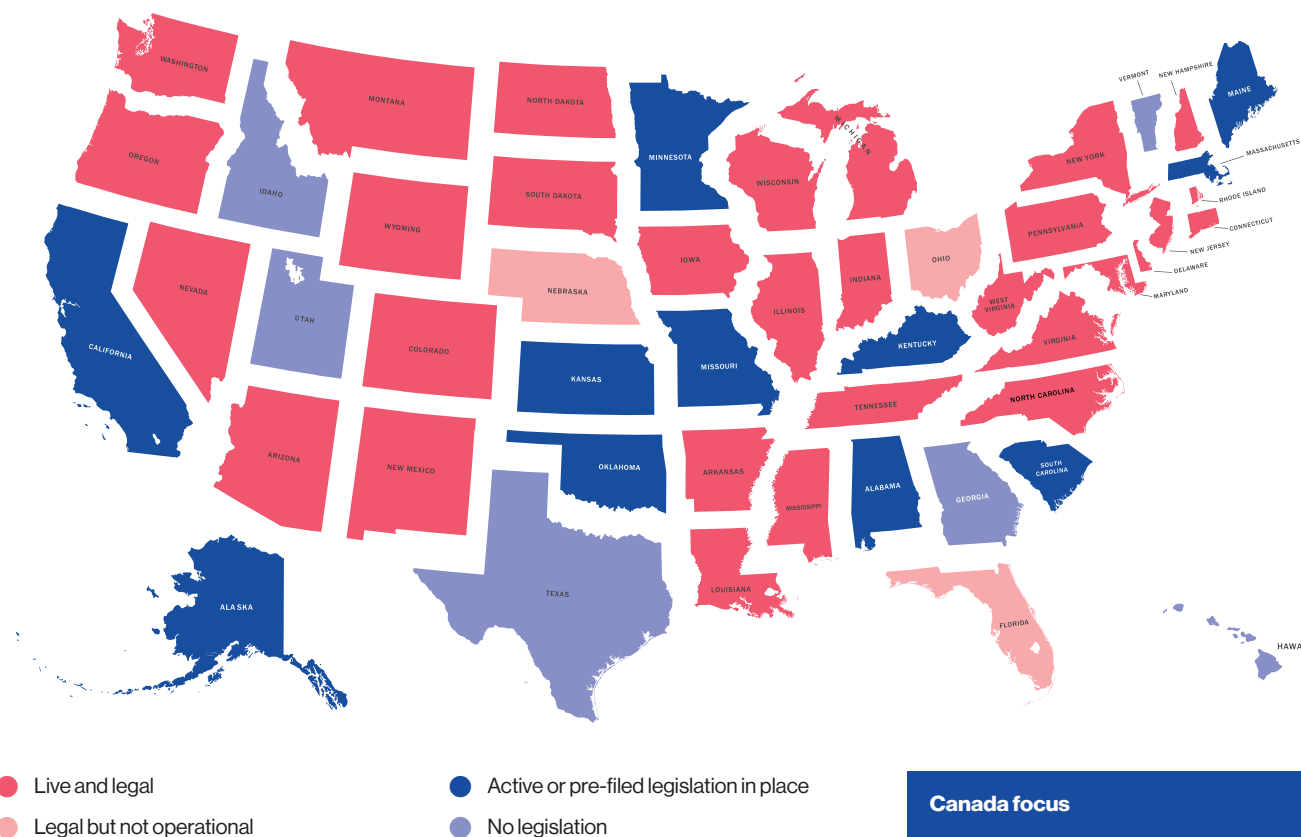 WASHINGTON
MONTANA
NORTH DAKOTA
MINNESOTA
VERMONT
NEW HAMPSHIRE
MAINE
MICHIGAN
MASSACHUSETTS
OREGON
IDAHO
SOUTH DAKOTA
WISCONSIN
NEW YORK
RHODE ISLAND
WYOMING
CONNECTICUT
PENNSYLVANIA
NEW JERSEY
IOWA
OHIO
INDIANA
DELAWARE
NEVADA
NEBRASKA
MARYLAND
UTAH
ILLINOIS
WEST
VIRGINIA
CALIFORNIA
COLORADO
KENTUCKY
VIRGINIA
KANSAS
MISSOURI
NORTH CAROLINA
TENNESSEE
ARIZONA
NEW MEXICO
OKLAHOMA
ARKANSAS
SOUTH
CAROLINA
ALABAMA
GEORGIA
MISSISSIPPI
TEXAS
LOUISIANA
ALASKA
FLORIDA
HAWA
Live and legal
Active or pre-filed legislation in place
Canada focus
Legal but not operational
No legislation